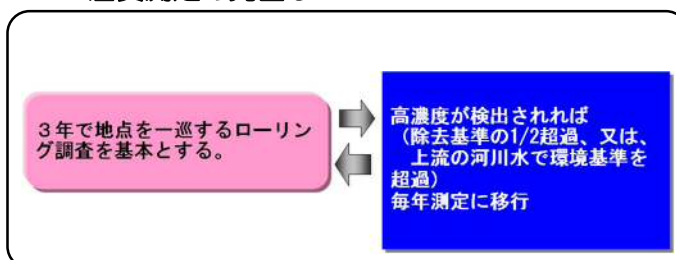 3年で地点を一巡するローリン
グ調査を基本とする。
高濃度が検出されれば
（除去基準の1/2超過、又は、
上流の河川水で環境基準を
超過）
毎年測定に移行